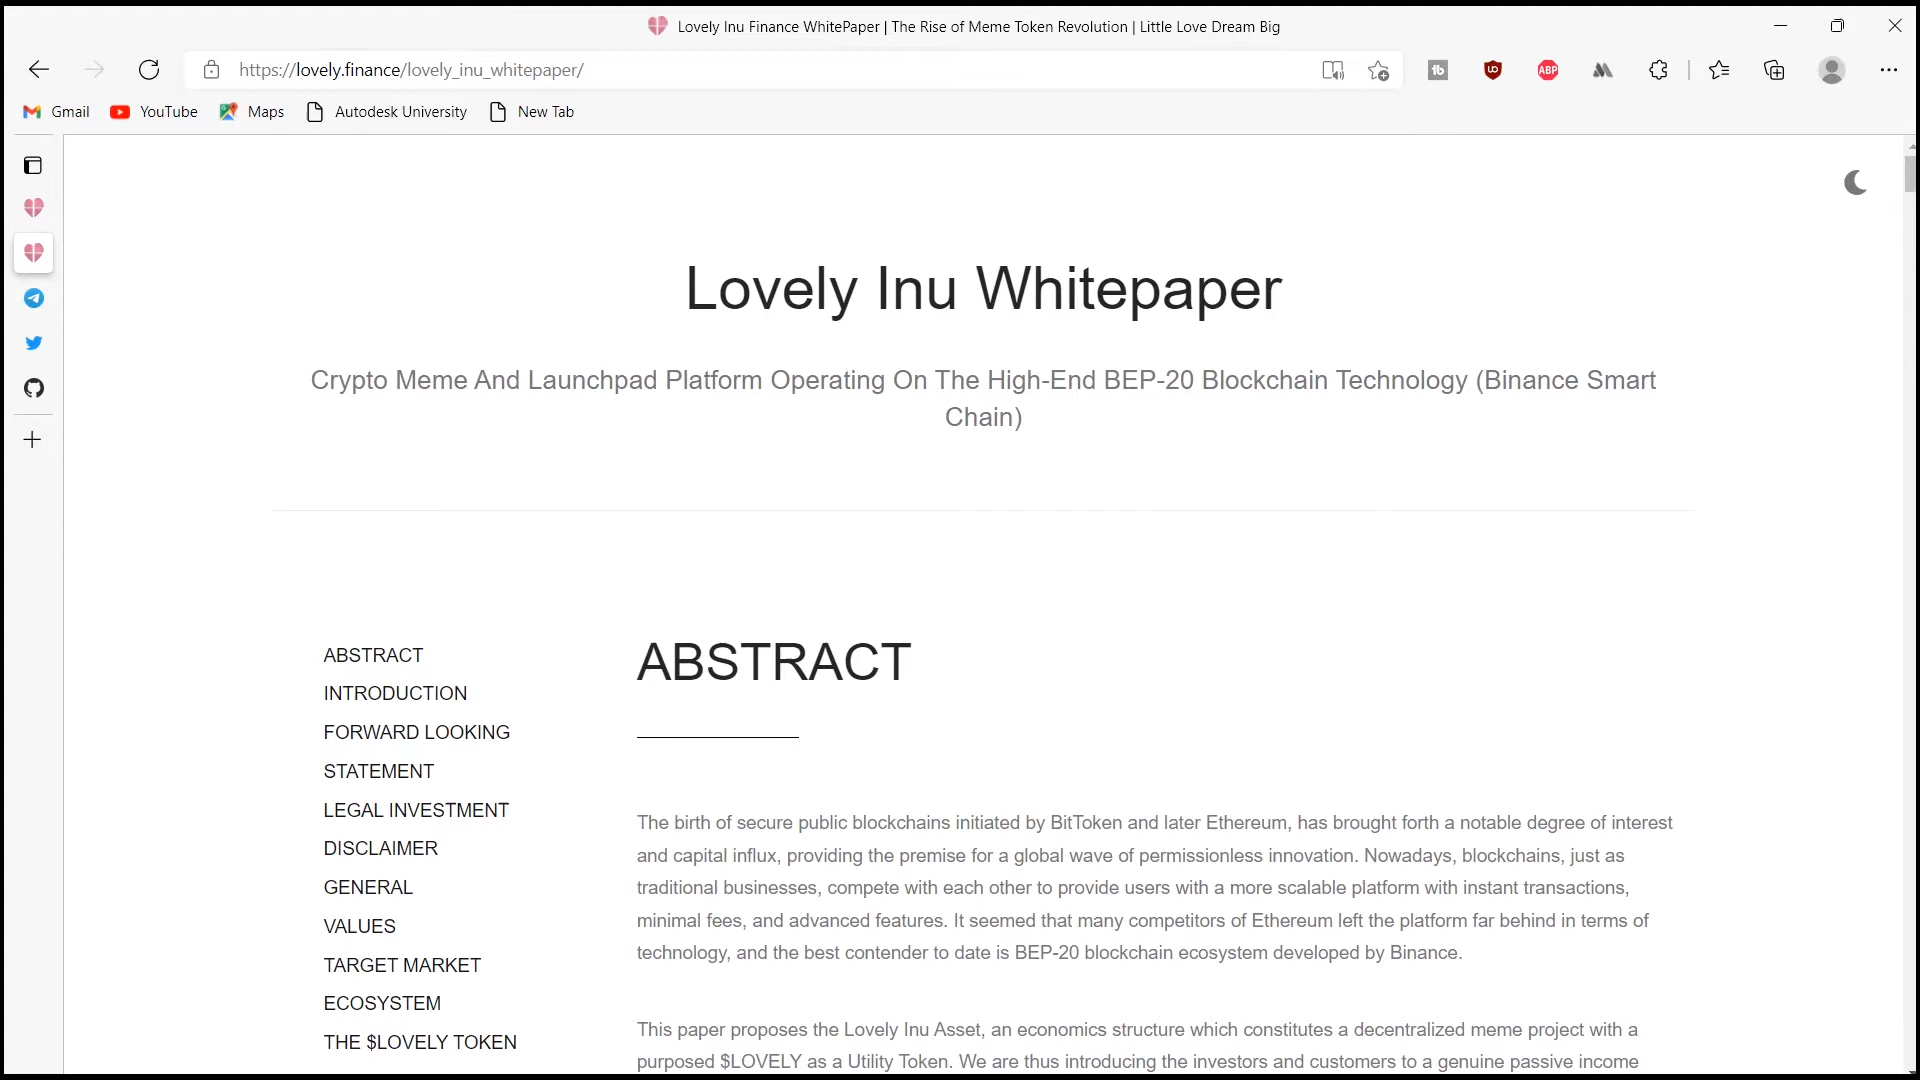 Lovely Inu Finance WhitePaper | The Rise of Meme Token Revolution | Little Love Dream Big
https://lovely.finance/lovely_inu_whitepaper/
tb
ABP
Gmail
YouTube
Maps
Autodesk University
New Tab
Lovely Inu Whitepaper
Crypto Meme And Launchpad Platform Operating On The High-End BEP-20 Blockchain Technology (Binance Smart
Chain)
ABSTRACT
INTRODUCTION
FORWARD LOOKING
STATEMENT
LEGAL INVESTMENT
DISCLAIMER
GENERAL
VALUES
TARGET MARKET
ECOSYSTEM
THE $LOVELY TOKEN
ABSTRACT
The birth of secure public blockchains initiated by BitToken and later Ethereum, has brought forth a notable degree of interest
and capital influx, providing the premise for a global wave of permissionless innovation. Nowadays, blockchains, just as
traditional businesses, compete with each other to provide users with a more scalable platform with instant transactions,
minimal fees, and advanced features. It seemed that many competitors of Ethereum left the platform far behind in terms of
technology, and the best contender to date is BEP-20 blockchain ecosystem developed by Binance.
This paper proposes the Lovely Inu Asset, an economics structure which constitutes a decentralized meme project with a
purposed $LOVELY as a Utility Token. We are thus introducing the investors and customers to a genuine passive income